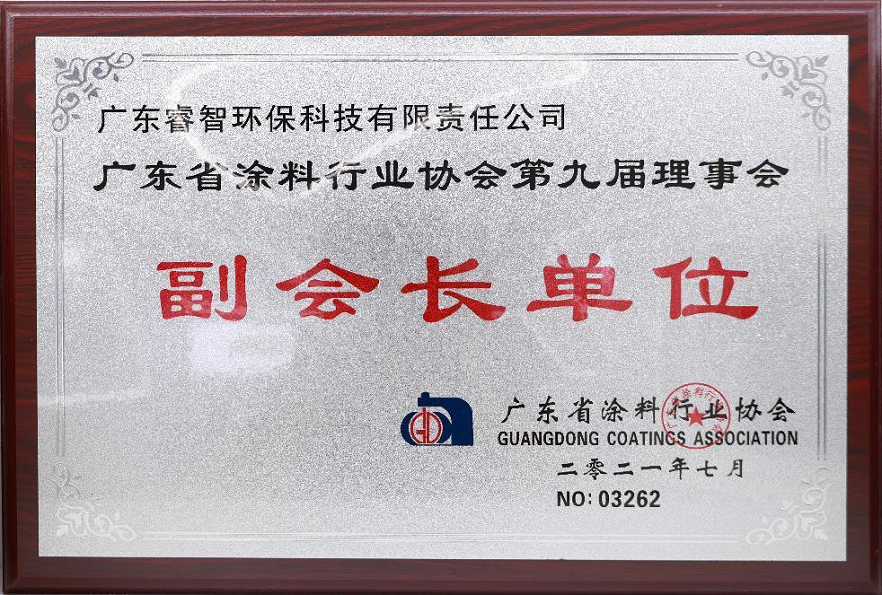 广东睿智环保科技有限责任公司
广东省涂料行业协会第九届理事会
副会长单位
广东省涂料行业协会
GUANGDONG COATINGS ASSOCIATION
二零二一年七月
NO: 03262